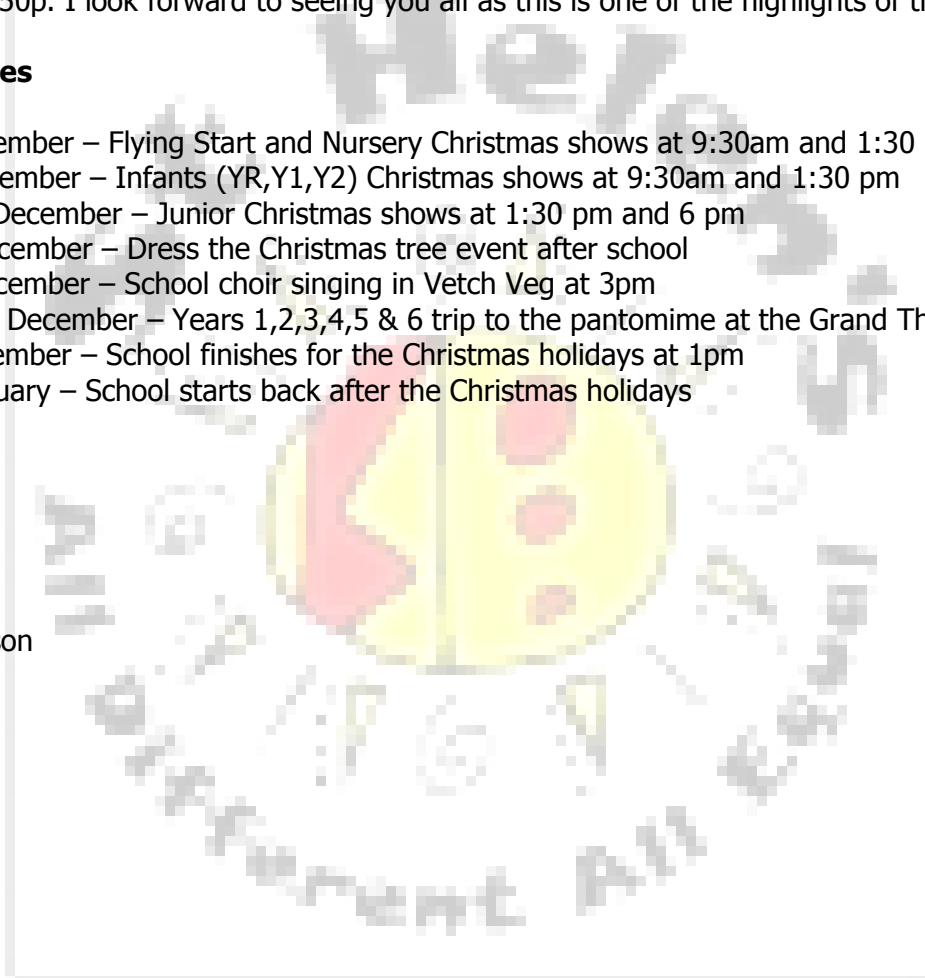 50p. I look forward to seeing you all as this is one of the highlights of
es
ember – Flying Start and Nursery Christmas shows at 9:30am and 1:30
ember – Infants (YR,Y1,Y2) Christmas shows at 9:30am and 1:30 pm
December – Junior Christmas shows at 1:30 pm and 6 pm
cember – Dress the Christmas tree event after school
cember – School choir singing in Vetch Veg at 3pm
December – Years 1,2,3,4,5 & 6 trip to the pantomime at the Grand Th
ember – School finishes for the Christmas holidays at 1pm
uary – School starts back after the Christmas holidays
son
St Helen's
All Different All Equal